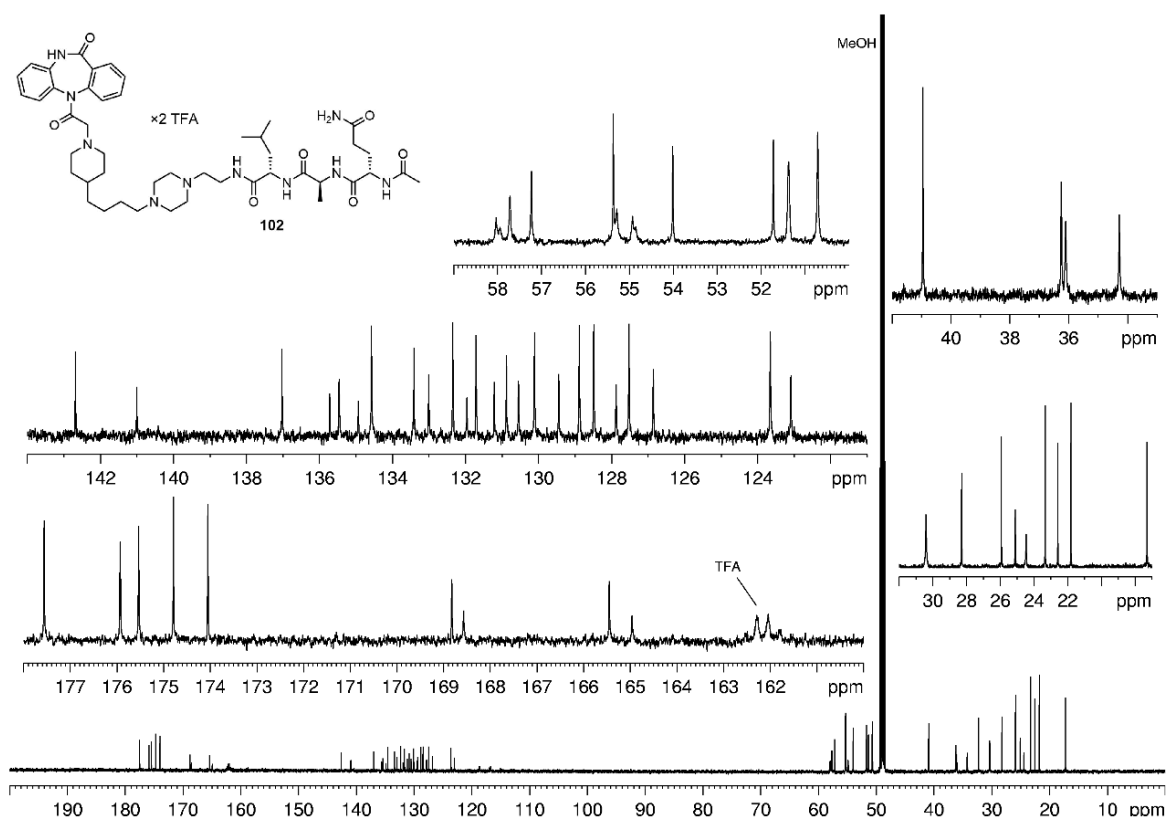 MeOH
O
HN
N
O
×2 TFA
N
N
N
H
N
O
N
H
O
H
N
O
H2N
O
N
H
O
102
58 57 56 55 54 53 52 ppm
40 38 36 ppm
142 140 138 136 134 132 130 128 126 124 ppm
30 28 26 24 22 ppm
TFA
177 176 175 174 173 172 171 170 169 168 167 166 165 164 163 162 ppm
190 180 170 160 150 140 130 120 110 100 90 80 70 60 50 40 30 20 10 ppm